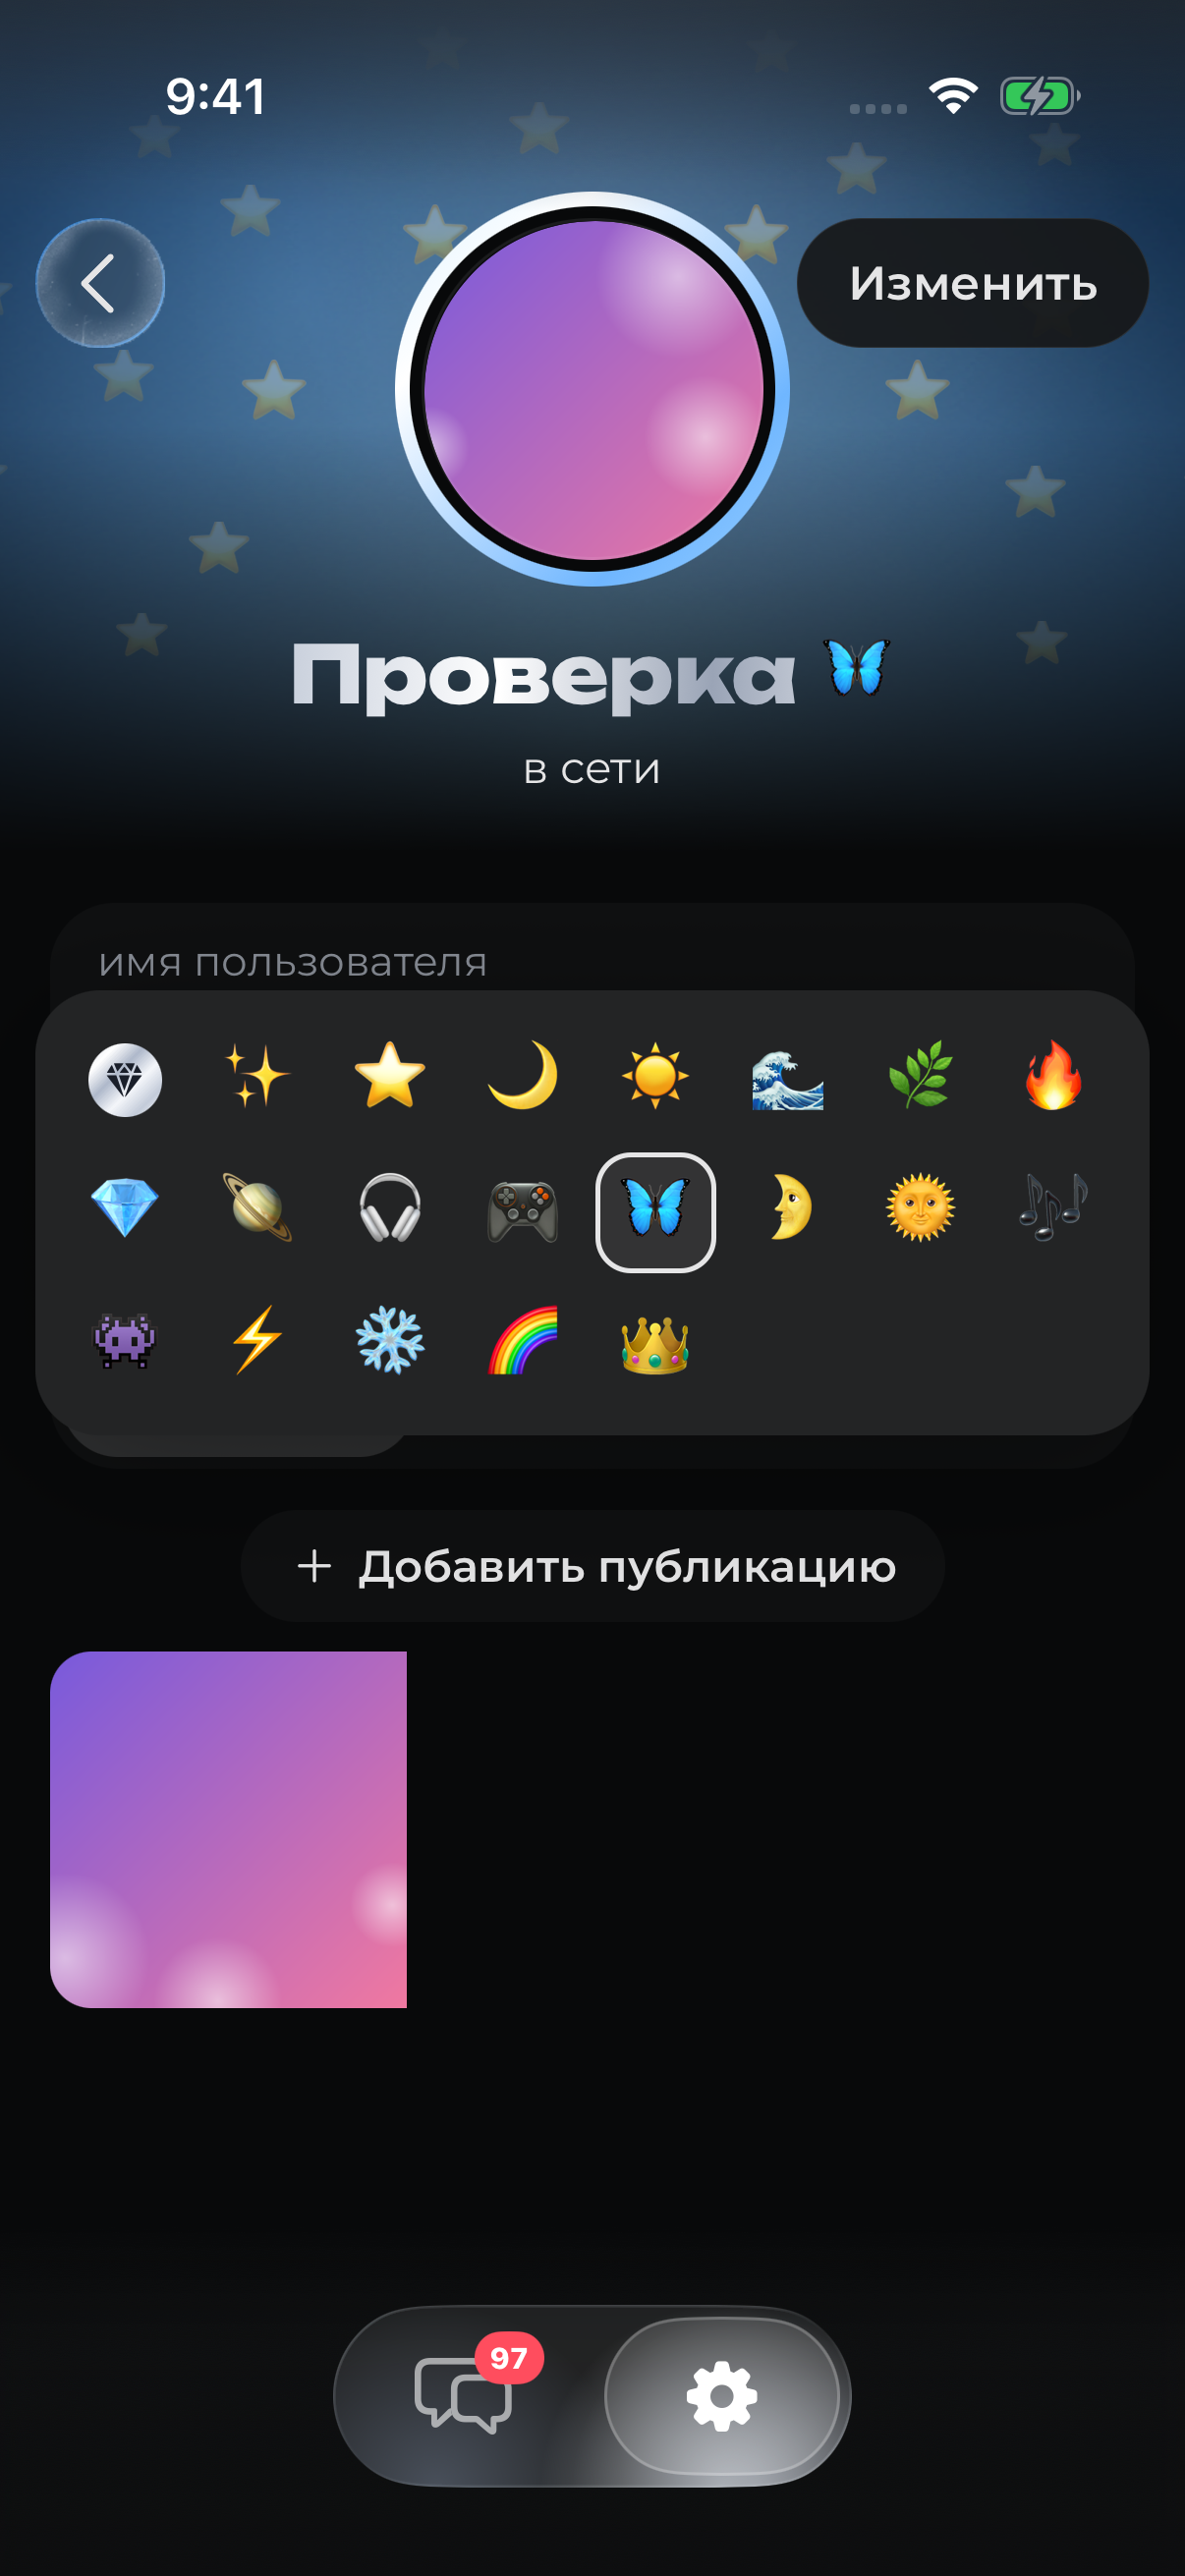 9:41
Изменить
Проверка 🦋
в сети
имя пользователя
+ Добавить публикацию
97